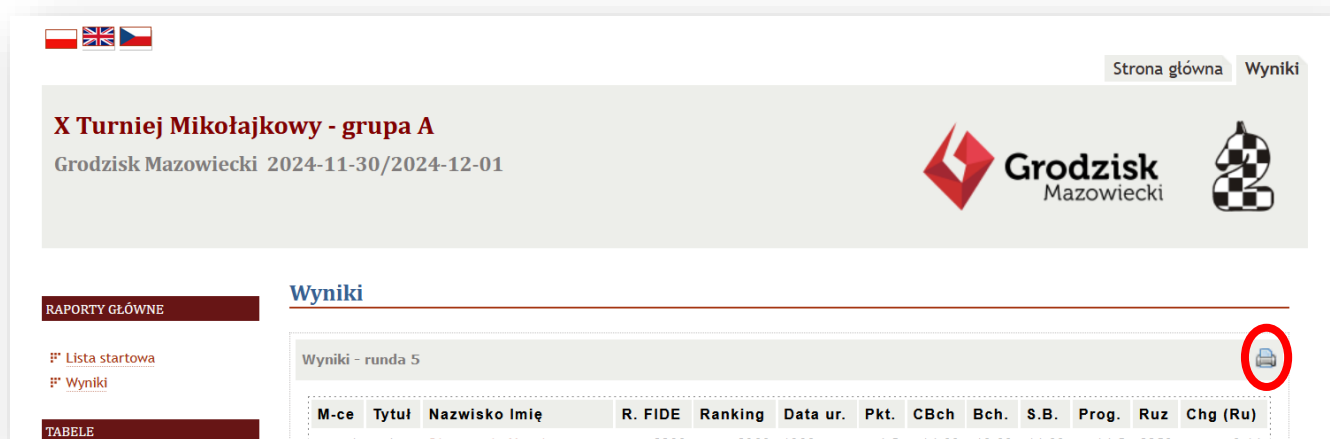 Strona główna Wyniki
X Turniej Mikołajkowy - grupa A
Grodzisk Mazowiecki 2024-11-30/2024-12-01
Grodzisk
Mazowiecki
RAPORTY GŁÓWNE
Lista startowa
Wyniki
TABELE
Wyniki
Wyniki - runda 5
M-ce Tytuł Nazwisko Imię R. FIDE Ranking Data ur. Pkt. CBch Bch. S.B. Prog. Ruz Chg (Ru)